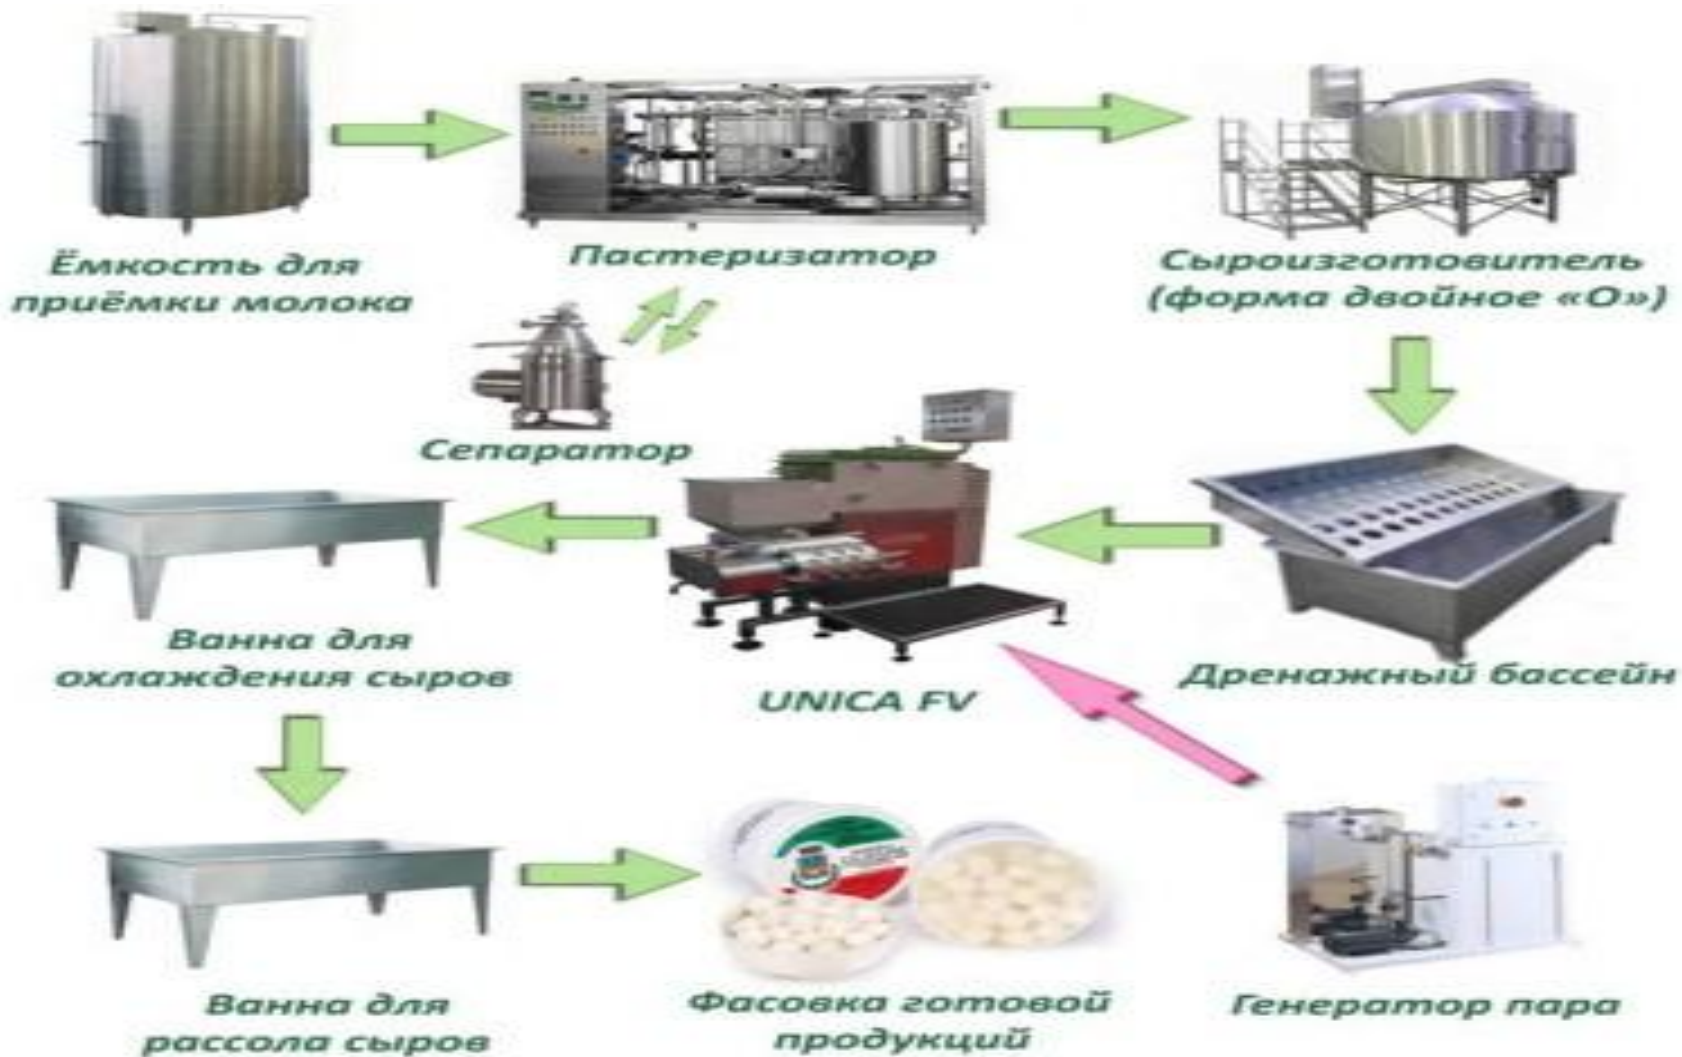 Ёмкость для
приёмки молока
Пастеризатор
Сыроизготовитель
(форма двойное «О»)
Сепаратор
Ванна для
охлаждения сыров
UNICA FV
Дренажный бассейн
Ванна для
рассола сыров
Фасовка готовой
продукций
Генератор пара